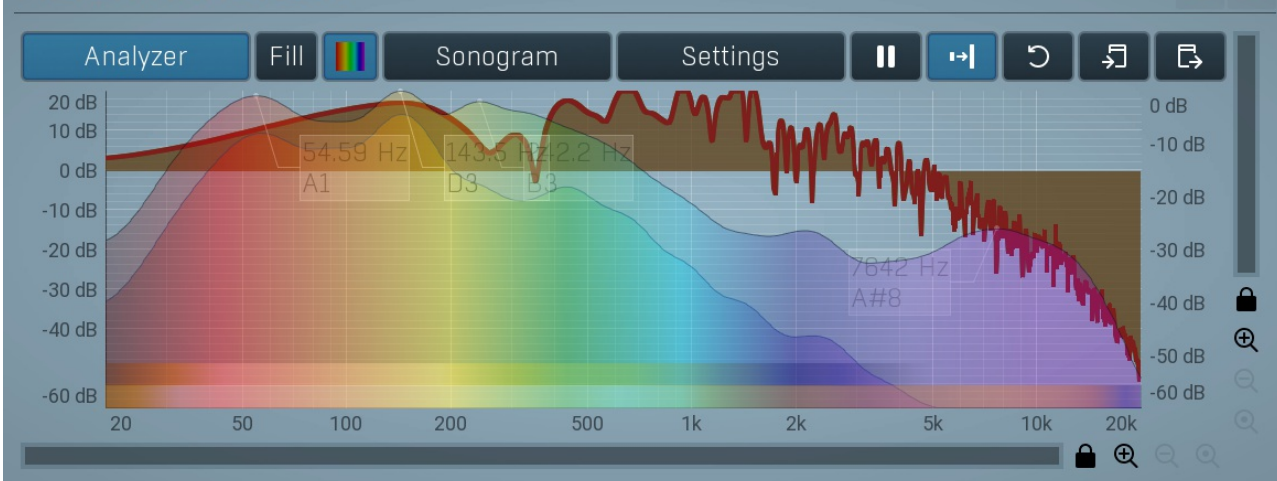 Analyzer Fill Sonogram Settings
20 dB 0 dB
10 dB -10 dB
54.59 Hz 143.5 Hz
A1 D3 B3
0 dB
-10 dB -20 dB
-20 dB -30 dB
7642 Hz
A#8
-30 dB -40 dB
-40 dB -50 dB
-60 dB -60 dB
20 50 100 200 500 1k 2k 5k 10k 20k